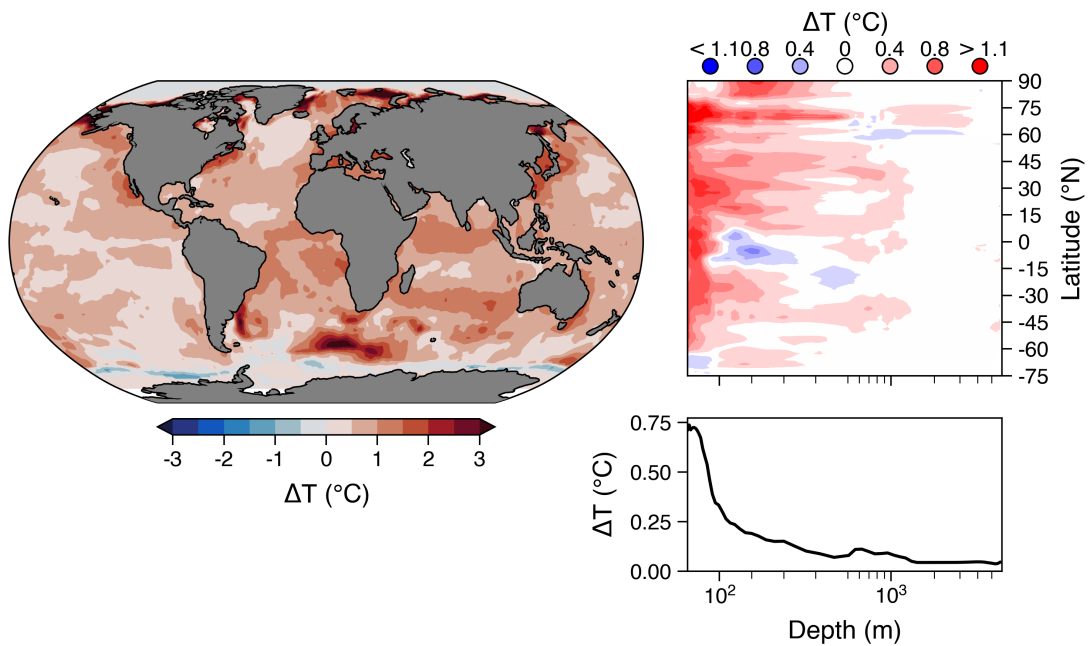 -3 -2 -1 0 1 2 3
ΔT (°C)
ΔT (°C)
< 1.1 0.8 0.4 0 0.4 0.8 > 1.1
90
75
60
45
30
15
0
-15
-30
-45
-60
-75
Latitude (°N)
0.75
0.50
0.25
0.00
ΔT (°C)
10² 10³
Depth (m)